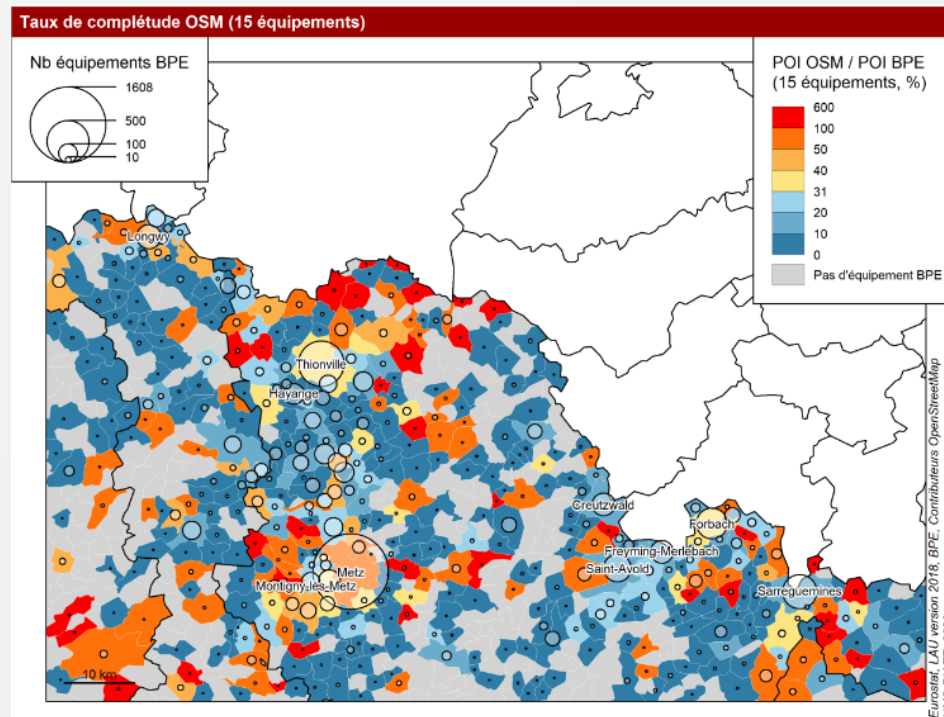 Taux de complétude OSM (15 équipements)
Nb équipements BPE
1608
500
100
10
POI OSM / POI BPE
(15 équipements, %)
600
100
50
40
31
20
10
0
Pas d'équipement BPE
Longwy
Thionville
Hayange
Creutzwald
Forbach
Freyming-Merlebach
Saint-Avold
Metz
Montigny-lès-Metz
Sarreguemines
10 km
Eurostat, LAU version 2018, BPE, Contributeurs OpenStreetMap